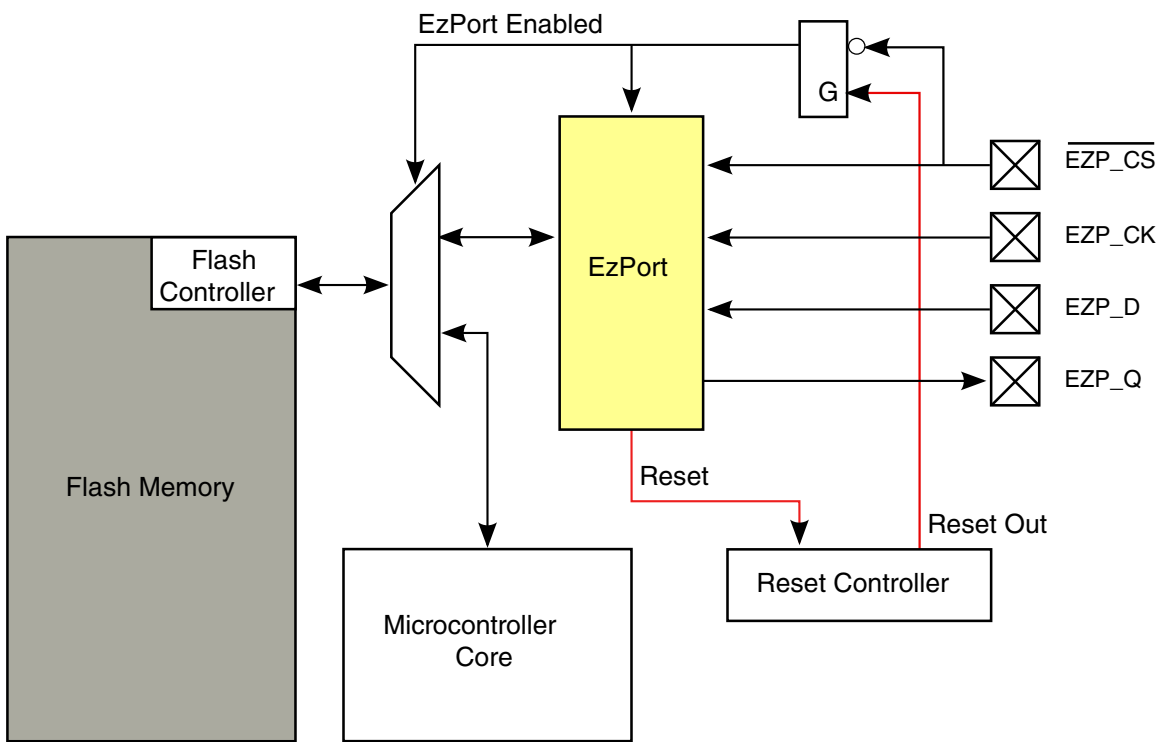 EzPort Enabled
G
EZP_CS
EZP_CK
EZP_D
EZP_Q
EzPort
Flash
Controller
Flash Memory
Reset
Reset Out
Reset Controller
Microcontroller
Core